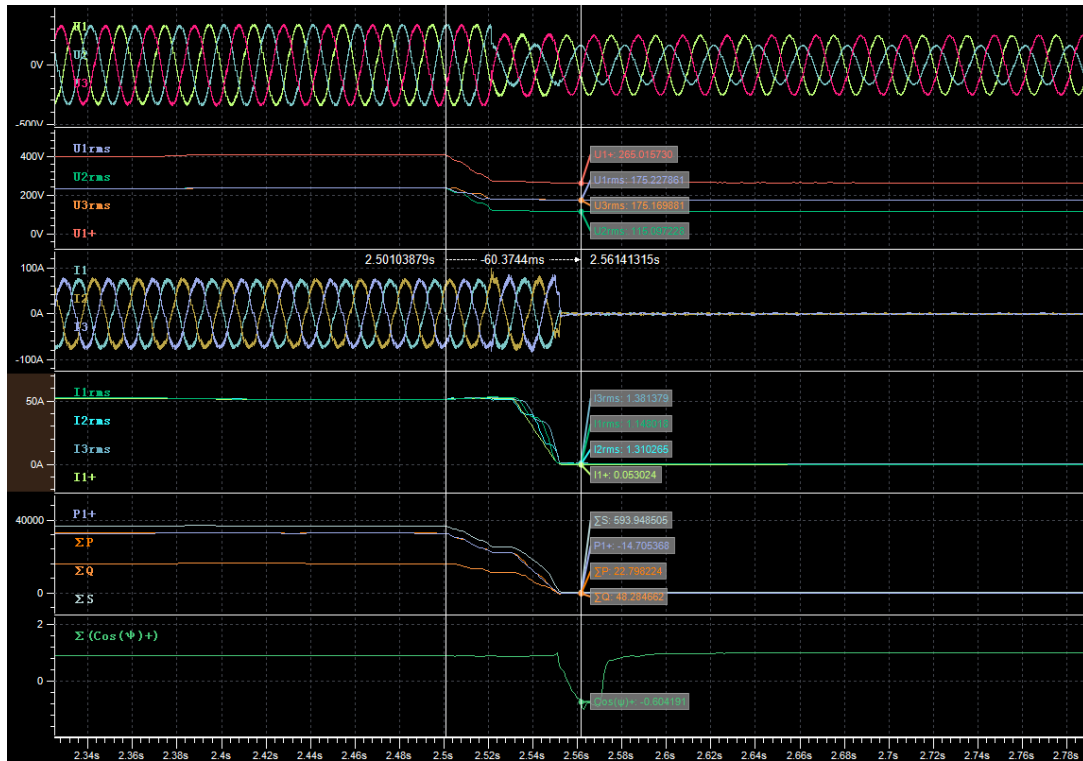 U1
U2
0V
U3
-500V
400V
U1rms
U2rms
200V
U3rms
0V
U1+
U1+: 265.015730
U1rms: 175.227861
U3rms: 175.169881
2.50103879s
-60.3744ms
2.56141315s
100A
I1
I2
0A
I3
-100A
I1rms
50A
I2rms
I3rms
0A
I1+
I3rms: 1.381379
I1rms: 1.145018
I2rms: 1.310265
I1+: 0.053024
P1+
40000
ΣP
ΣQ
0
ΣS
ΣS: 593.948505
P1+: -14.705368
ΣP: 22.798224
ΣQ: 48.284662
2
Σ(Cos(ψ)+)
0
Cos(ψ)+: -0.604191
2.34s 2.36s 2.38s 2.4s 2.42s 2.44s 2.46s 2.48s 2.5s 2.52s 2.54s 2.56s 2.58s 2.6s 2.62s 2.64s 2.66s 2.68s 2.7s 2.72s 2.74s 2.76s 2.78s